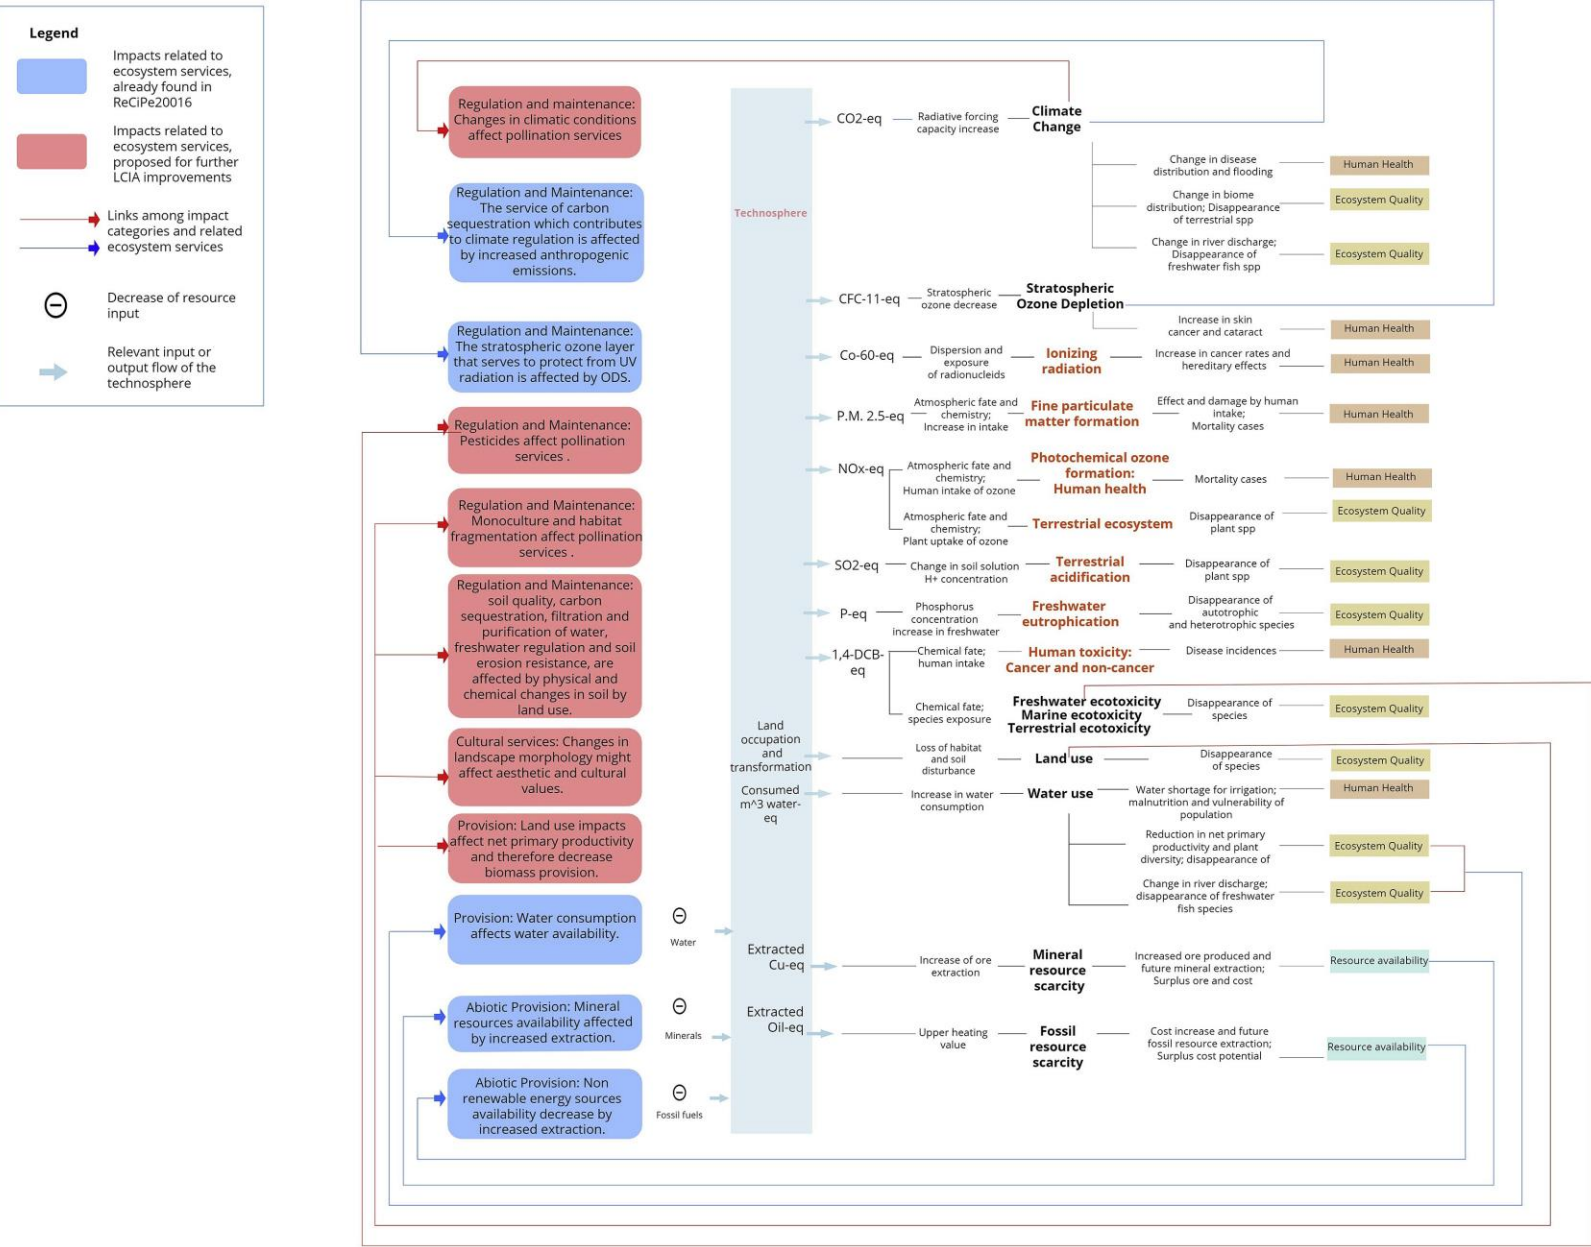 Legend
Impacts related to
ecosystem services,
already found in
ReCiPe20016
Impacts related to
ecosystem services,
proposed for further
LCIA improvements
Links among impact
categories and related
ecosystem services
Decrease of resource
input
Relevant input or
output flow of the
technosphere
Regulation and maintenance:
Changes in climatic conditions
affect pollination services
Regulation and Maintenance:
The service of carbon
sequestration which contributes
to climate regulation is affected
by increased anthropogenic
emissions.
Regulation and Maintenance:
The stratospheric ozone layer
that serves to protect from UV
radiation is affected by ODS.
Regulation and Maintenance:
Pesticides affect pollination
services .
Regulation and Maintenance:
Monoculture and habitat
fragmentation affect pollination
services .
Regulation and Maintenance:
soil quality, carbon
sequestration, filtration and
purification of water,
freshwater regulation and soil
erosion resistance, are
affected by physical and
chemical changes in soil by
land use.
Cultural services: Changes in
landscape morphology might
affect aesthetic and cultural
values.
Provision: Land use impacts
affect net primary productivity
and therefore decrease
biomass provision.
Provision: Water consumption
affects water availability.
Abiotic Provision: Mineral
resources availability affected
by increased extraction.
Abiotic Provision: Non
renewable energy sources
availability decrease by
increased extraction.
Water
Minerals
Fossil fuels
Technosphere
Land
occupation
and
transformation
Consumed
m^3 water-
eq
Extracted
Cu-eq
Extracted
Oil-eq
CO2-eq
Radiative forcing
capacity increase
Climate
Change
Change in disease
distribution and flooding
Human Health
Change in biome
distribution; Disappearance
of terrestrial spp
Ecosystem Quality
Change in river discharge;
Disappearance of
freshwater fish spp
Ecosystem Quality
CFC-11-eq
Stratospheric
ozone decrease
Stratospheric
Ozone Depletion
Increase in skin
cancer and cataract
Human Health
Co-60-eq
Dispersion and
exposure
of radionucleids
Ionizing
radiation
Increase in cancer rates and
hereditary effects
Human Health
P.M. 2.5-eq
Atmospheric fate and
chemistry;
Increase in intake
Fine particulate
matter formation
Effect and damage by human
intake;
Mortality cases
Human Health
NOx-eq
Atmospheric fate and
chemistry;
Human intake of ozone
Photochemical ozone
formation:
Human health
Mortality cases
Human Health
Atmospheric fate and
chemistry;
Plant uptake of ozone
Terrestrial ecosystem
Disappearance of
plant spp
Ecosystem Quality
SO2-eq
Change in soil solution
H+ concentration
Terrestrial
acidification
Disappearance of
plant spp
Ecosystem Quality
P-eq
Phosphorus
concentration
increase in freshwater
Freshwater
eutrophication
Disappearance of
autotrophic
and heterotrophic species
Ecosystem Quality
1,4-DCB-
eq
Chemical fate;
human intake
Human toxicity:
Cancer and non-cancer
Disease incidences
Human Health
Chemical fate;
species exposure
Freshwater ecotoxicity
Marine ecotoxicity
Terrestrial ecotoxicity
Disappearance of
species
Ecosystem Quality
Loss of habitat
and soil
disturbance
Land use
Disappearance
of species
Ecosystem Quality
Increase in water
consumption
Water use
Water shortage for irrigation;
malnutrition and vulnerability of
population
Human Health
Reduction in net primary
productivity and plant
diversity; disappearance of
Ecosystem Quality
Change in river discharge;
disappearance of freshwater
fish species
Ecosystem Quality
Increase of ore
extraction
Mineral
resource
scarcity
Increased ore produced and
future mineral extraction;
Surplus ore and cost
Resource availability
Upper heating
value
Fossil
resource
scarcity
Cost increase and future
fossil resource extraction;
Surplus cost potential
Resource availability